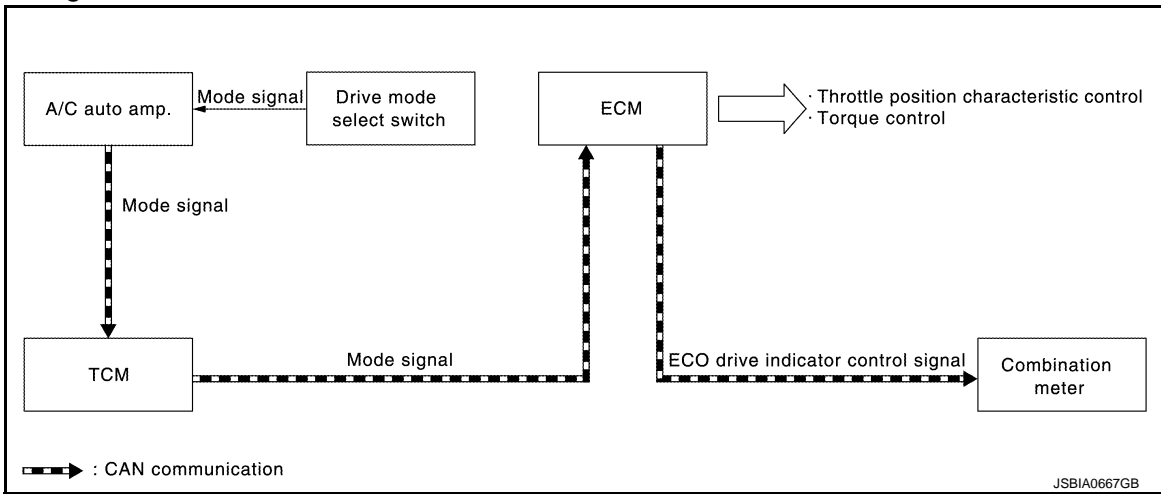 A/C auto amp.
Mode signal
Drive mode
select switch
ECM
· Throttle position characteristic control
· Torque control
Mode signal
TCM
Mode signal
ECO drive indicator control signal
Combination
meter
: CAN communication
JSBIA0667GB